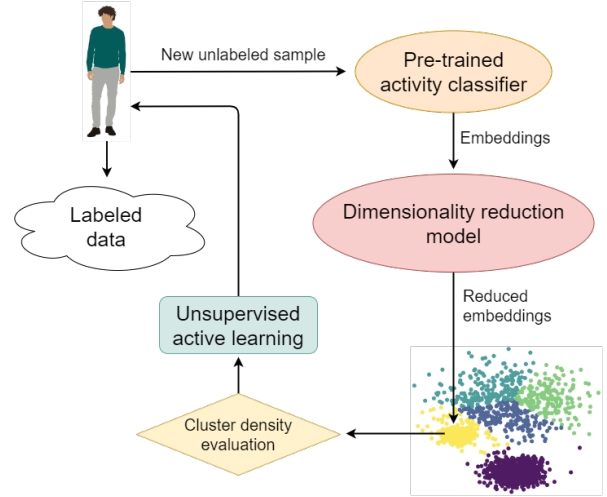 New unlabeled sample
Pre-trained
activity classifier
Embeddings
Labeled
data
Dimensionality reduction
model
Reduced
embeddings
Unsupervised
active learning
Cluster density
evaluation